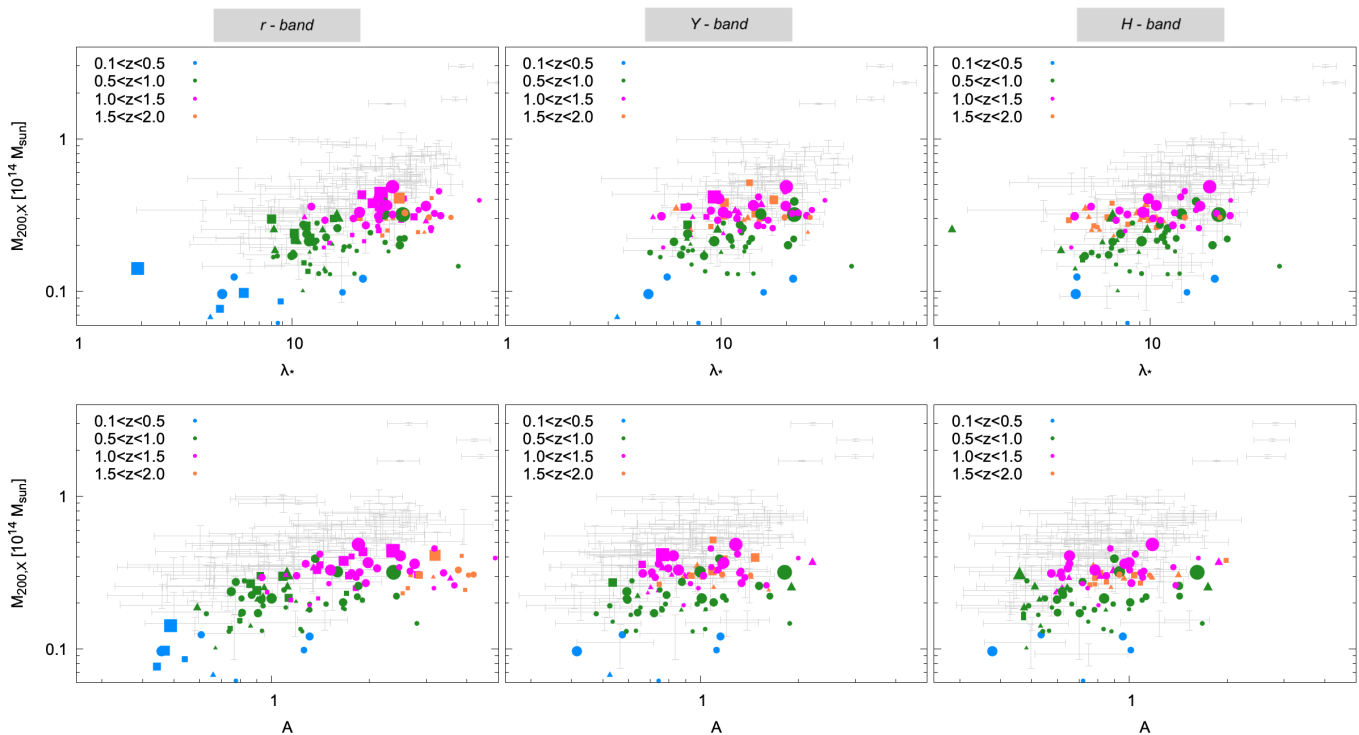 r - band
Y - band
H - band
0.1<z<0.5
0.5<z<1.0
1.0<z<1.5
1.5<z<2.0
0.1<z<0.5
0.5<z<1.0
1.0<z<1.5
1.5<z<2.0
0.1<z<0.5
0.5<z<1.0
1.0<z<1.5
1.5<z<2.0
M200,X [10^14 Msun]
1
0.1
1 10
1 10
1 10
λ* λ* λ*
0.1<z<0.5
0.5<z<1.0
1.0<z<1.5
1.5<z<2.0
0.1<z<0.5
0.5<z<1.0
1.0<z<1.5
1.5<z<2.0
0.1<z<0.5
0.5<z<1.0
1.0<z<1.5
1.5<z<2.0
M200,X [10^14 Msun]
1
0.1
1 1 1
A A A